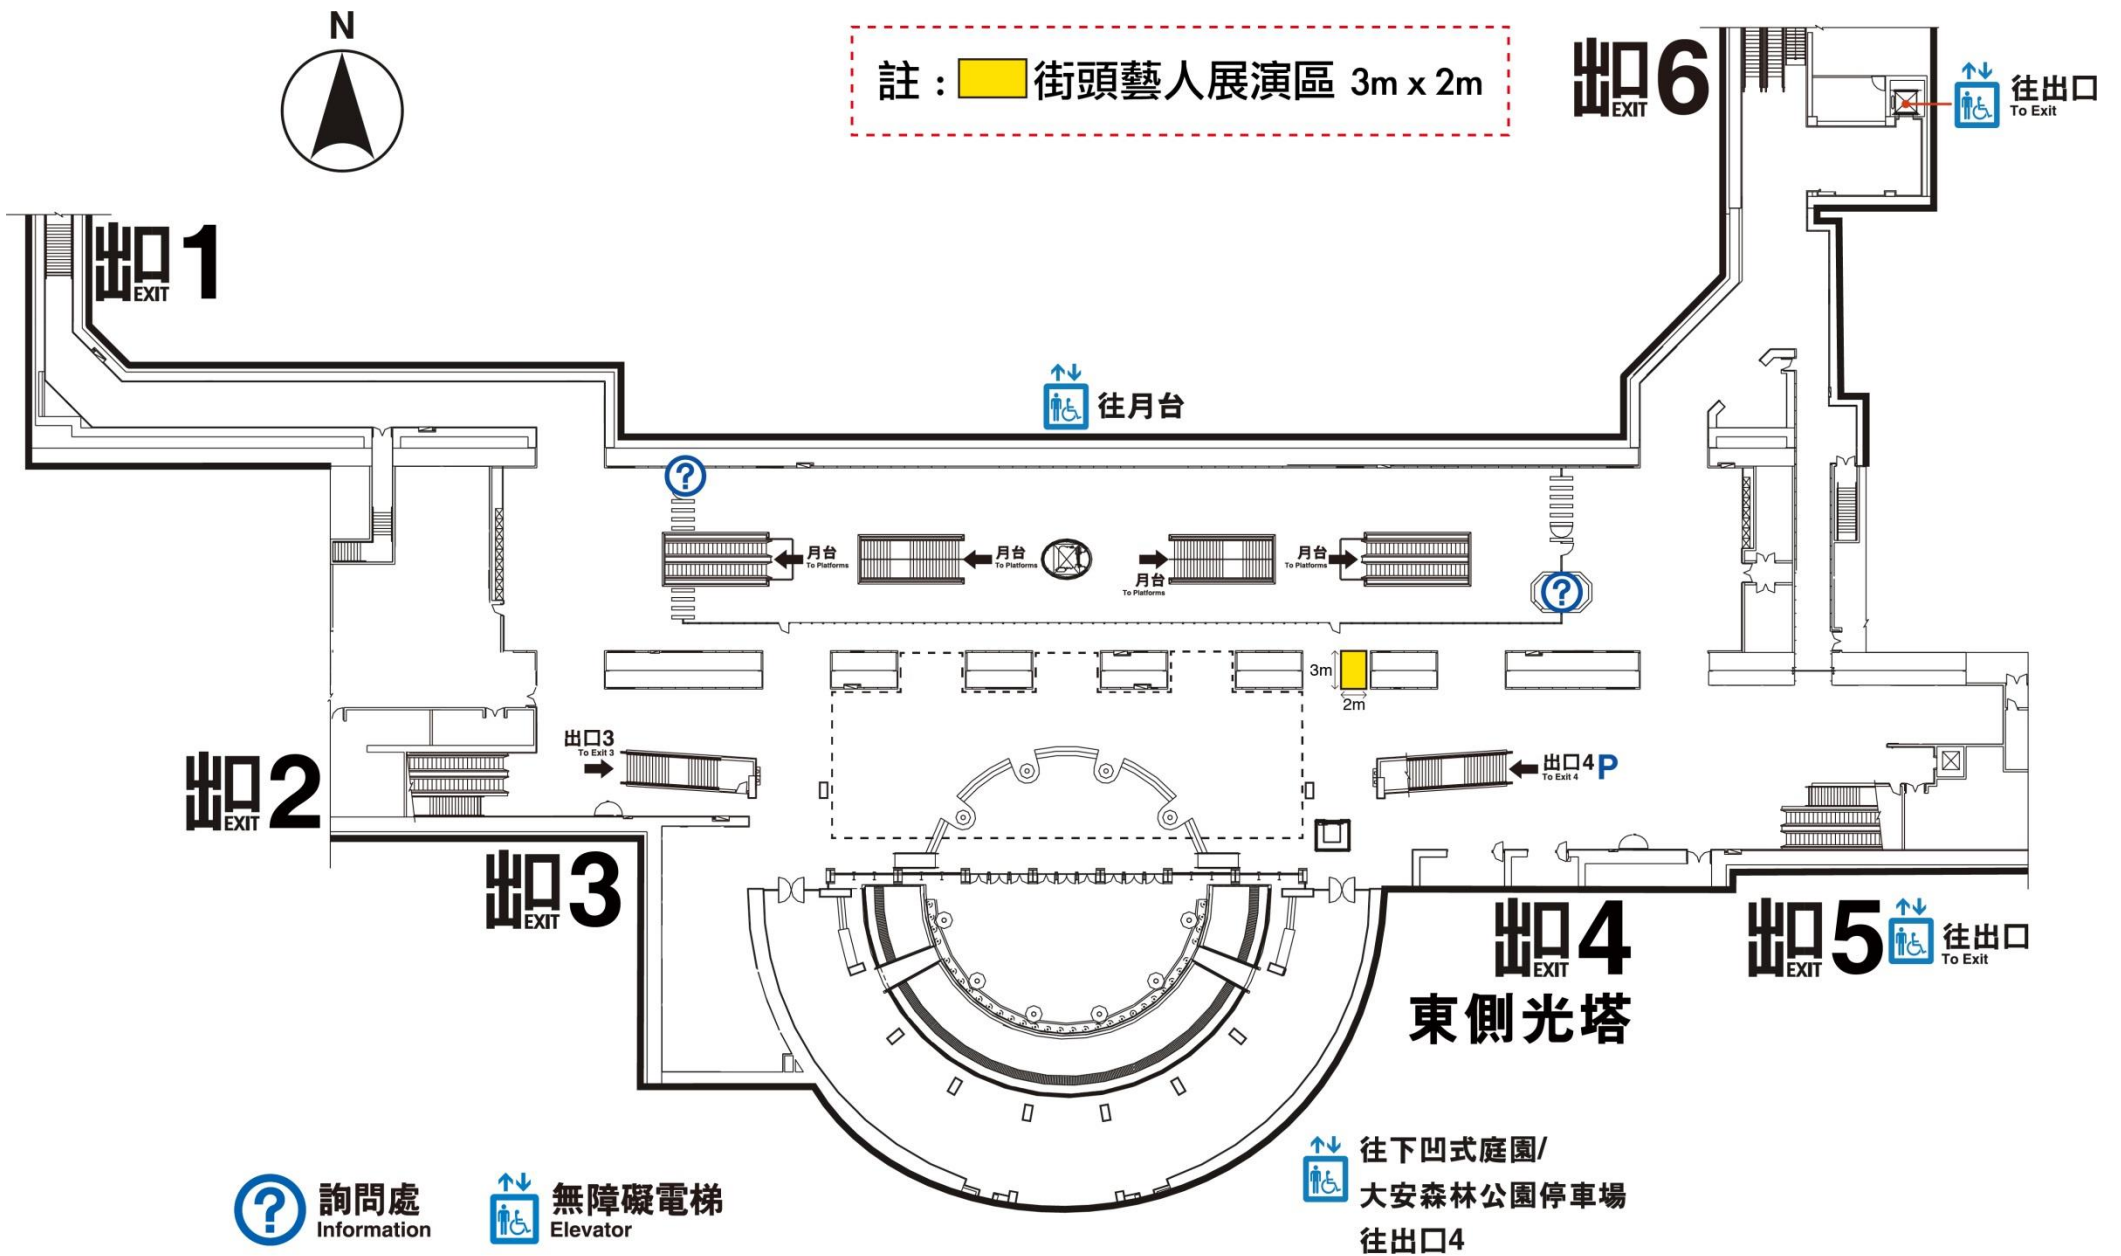 N
註：街頭藝人展演區 3m x 2m
出口6
EXIT
往出口
To Exit
出口1
EXIT
往月台
?
月台
To Platforms
月台
To Platforms
月台
To Platforms
月台
To Platforms
?
3m
2m
出口3
To Exit 3
出口4 P
To Exit 4
出口2
EXIT
出口3
EXIT
出口4
EXIT
東側光塔
出口5
EXIT
往出口
To Exit
?
詢問處
Information
無障礙電梯
Elevator
往下凹式庭園/
大安森林公園停車場
往出口4